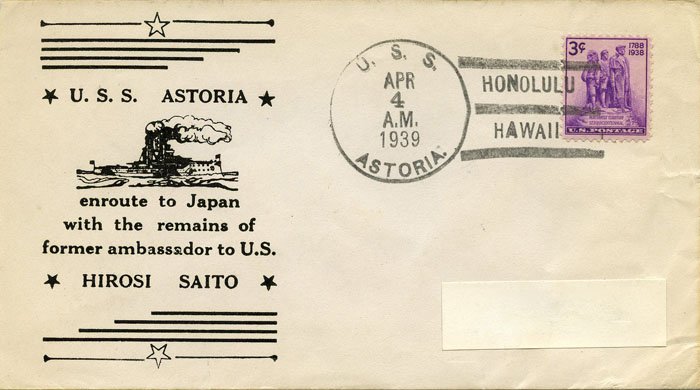 U. S. S. ASTORIA
enroute to Japan
with the remains of
former ambassador to U.S.
HIROSI SAITO
U. S. S.
APR
4
A.M.
1939
ASTORIA.
HONOLULU
HAWAII
3¢
1788
1938
U.S. POSTAGE